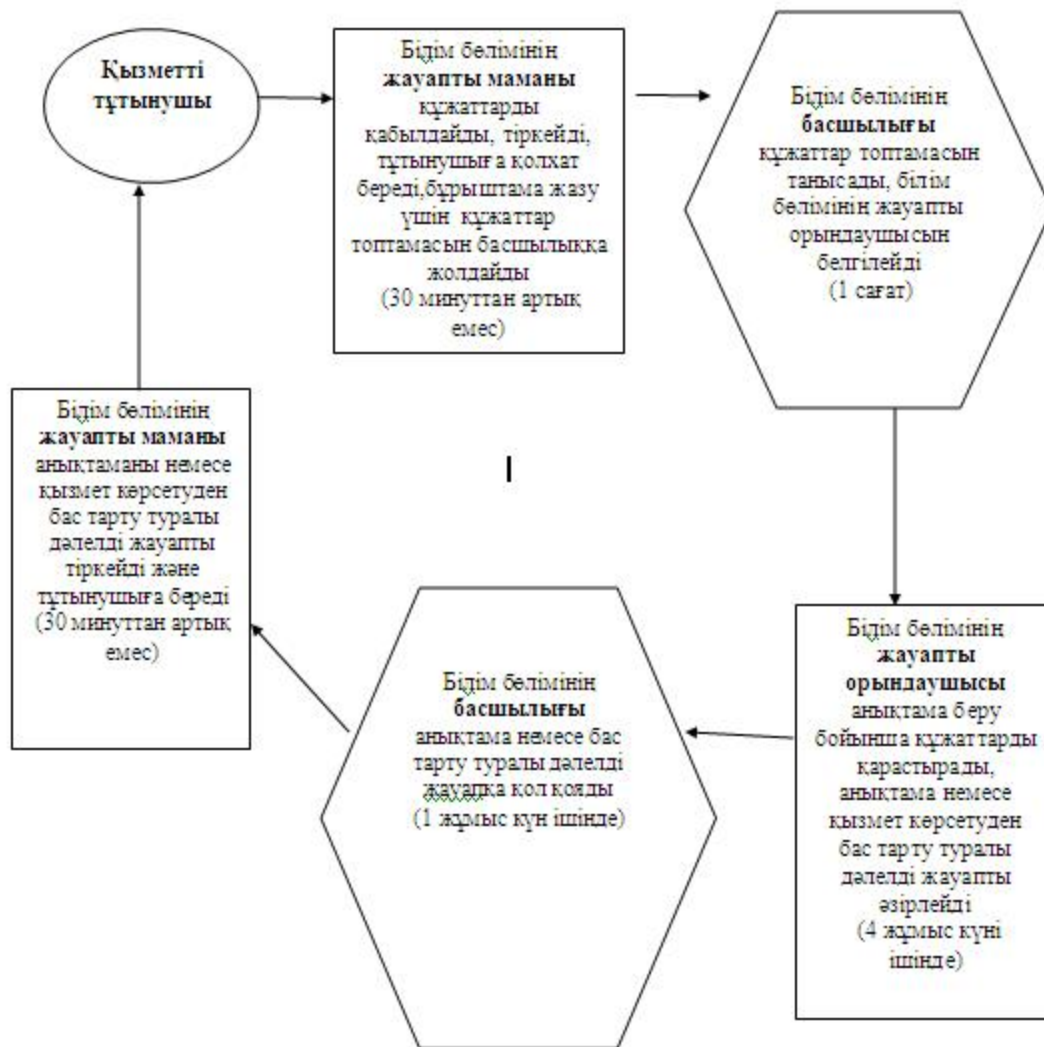 Қызметті
тұтынушы
Білім бөлімінің
жауапты маманы
құжаттарды
қабылдайды, тіркейді,
тұтынушыға қолхат
береді,бұрыштама жазу
үшін құжаттар
топтамасын басшылыққа
жолдайды
(30 минуттан артық
емес)
Білім бөлімінің
басшылығы
құжаттар топтамасын
танысады, білім
бөлімінің жауапты
орындаушысын
белгілейді
(1 сағат)
Білім бөлімінің
жауапты
орындаушысы
анықтама беру
бойынша құжаттарды
қарастырады,
анықтама немесе
қызмет көрсетуден
бас тарту туралы
дәлелді жауапты
әзірлейді
(4 жұмыс күні
ішінде)
Білім бөлімінің
басшылығы
анықтама немесе бас
тарту туралы дәлелді
жауапқа қол қояды
(1 жұмыс күн ішінде)
Білім бөлімінің
жауапты маманы
анықтаманы немесе
қызмет көрсетуден
бас тарту туралы
дәлелді жауапты
тіркейді және
тұтынушыға береді
(30 минуттан артық
емес)